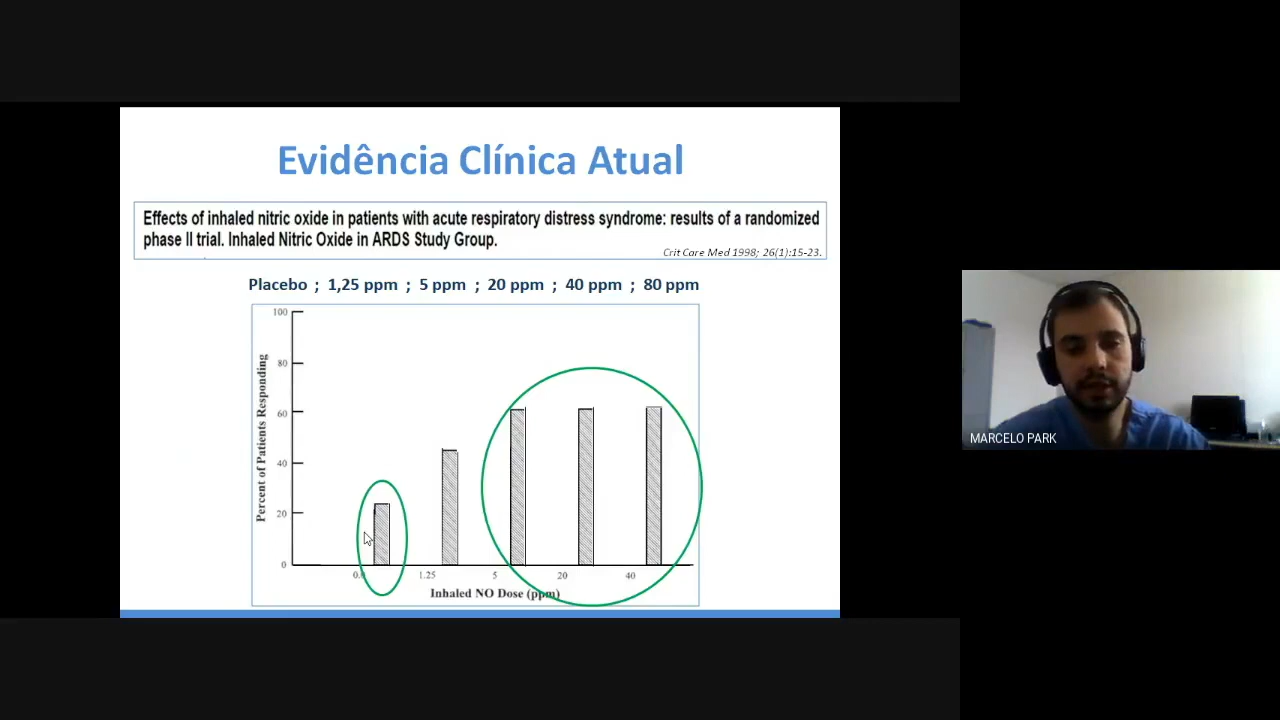 Evidência Clínica Atual
Effects of inhaled nitric oxide in patients with acute respiratory distress syndrome: results of a randomized
phase II trial. Inhaled Nitric Oxide in ARDS Study Group.
Crit Care Med 1998; 26(1):15-23.
Placebo ; 1,25 ppm ; 5 ppm ; 20 ppm ; 40 ppm ; 80 ppm
Percent of Patients Responding
100
80
60
40
20
0
0.0 1.25 5 20 40
Inhaled NO Dose (ppm)
MARCELO PARK